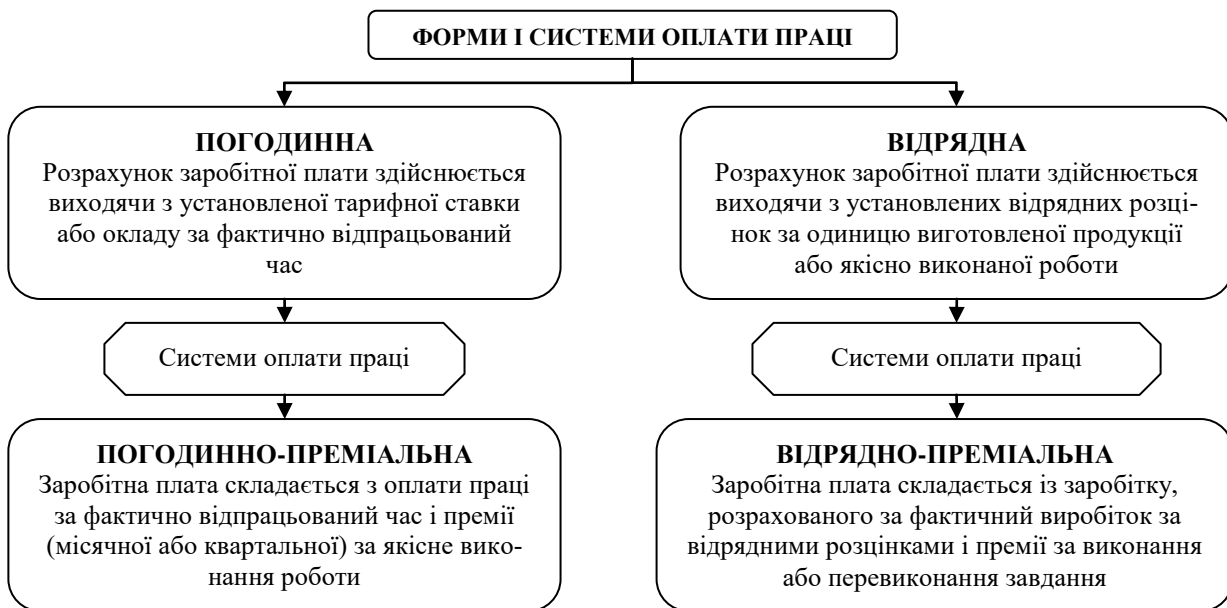 ФОРМИ І СИСТЕМИ ОПЛАТИ ПРАЦІ
ПОГОДИННА
Розрахунок заробітної плати здійснюється
виходячи з установленої тарифної ставки
або окладу за фактично відпрацьований
час
ВІДРЯДНА
Розрахунок заробітної плати здійснюється
виходячи з установлених відрядних розці-
нок за одиницю виготовленої продукції
або якісно виконаної роботи
Системи оплати праці
Системи оплати праці
ПОГОДИННО-ПРЕМІАЛЬНА
Заробітна плата складається з оплати праці
за фактично відпрацьований час і премії
(місячної або квартальної) за якісне вико-
нання роботи
ВІДРЯДНО-ПРЕМІАЛЬНА
Заробітна плата складається із заробітку,
розрахованого за фактичний виробіток за
відрядними розцінками і премії за виконання
або перевиконання завдання